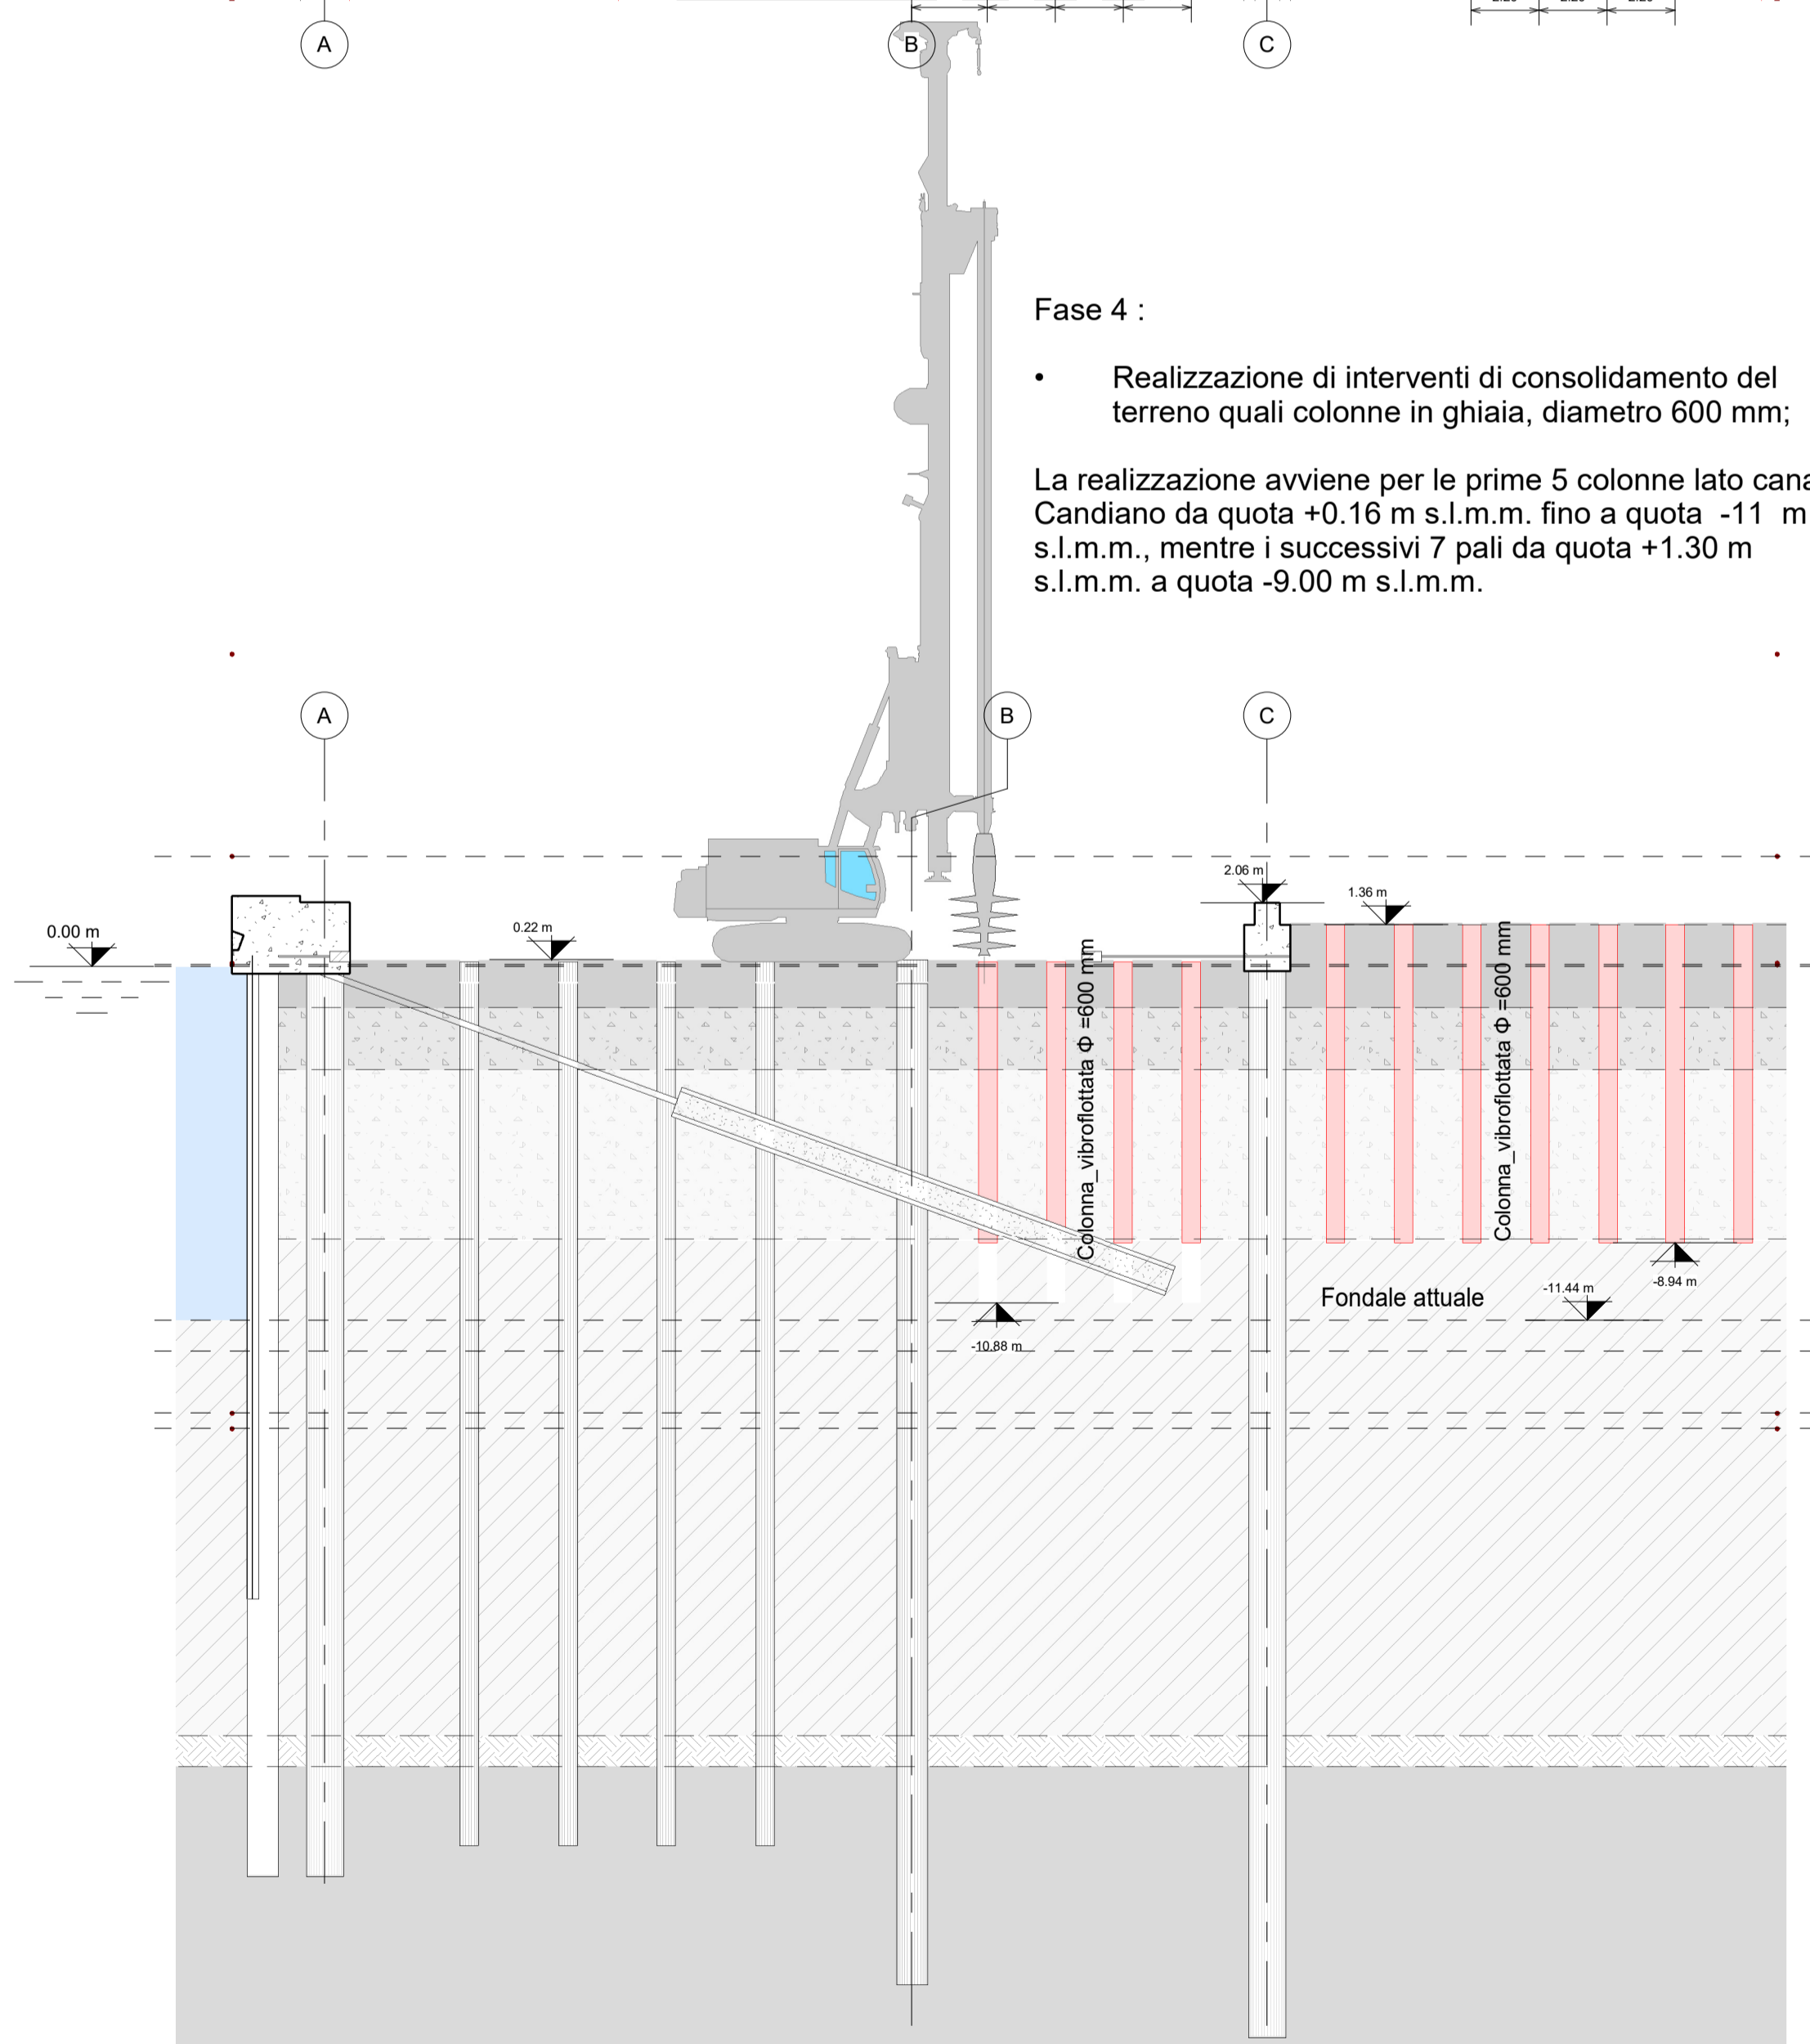 A
B
C
Fase 4 :
• Realizzazione di interventi di consolidamento del
terreno quali colonne in ghiaia, diametro 600 mm;
La realizzazione avviene per le prime 5 colonne lato
Candiano da quota +0.16 m s.l.m.m. fino a quota -11 m
s.l.m.m., mentre i successivi 7 pali da quota +1.30 m
s.l.m.m. a quota -9.00 m s.l.m.m.
A
B
C
2.06 m
1.36 m
0.00 m
0.22 m
Colonna_vibroflottata Φ =600 mm
Colonna_vibroflottata Φ =600 mm
Fondale attuale
-11.44 m
-8.94 m
-10.88 m